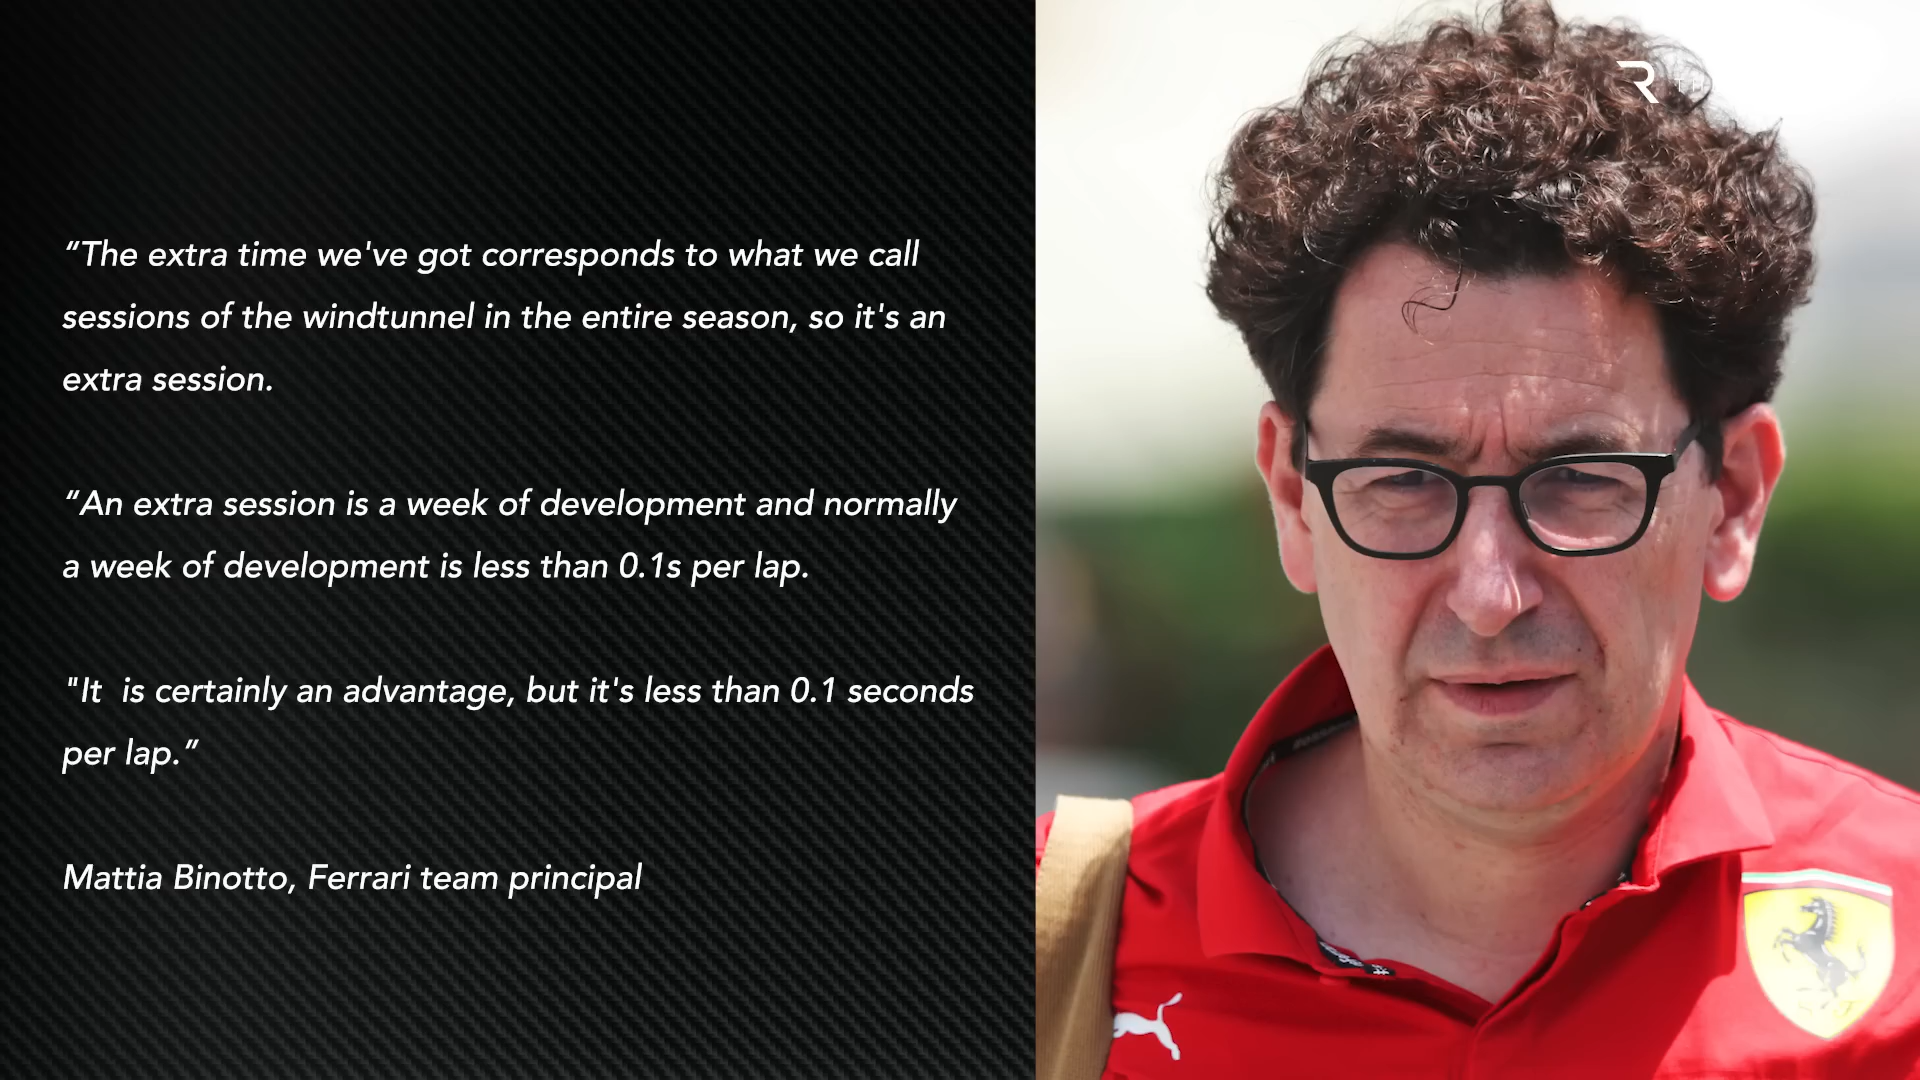 “The extra time we've got corresponds to what we call
sessions of the windtunnel in the entire season, so it's an
extra session.
“An extra session is a week of development and normally
a week of development is less than 0.1s per lap.
"It  is certainly an advantage, but it's less than 0.1 seconds
per lap.”
Mattia Binotto, Ferrari team principal
R